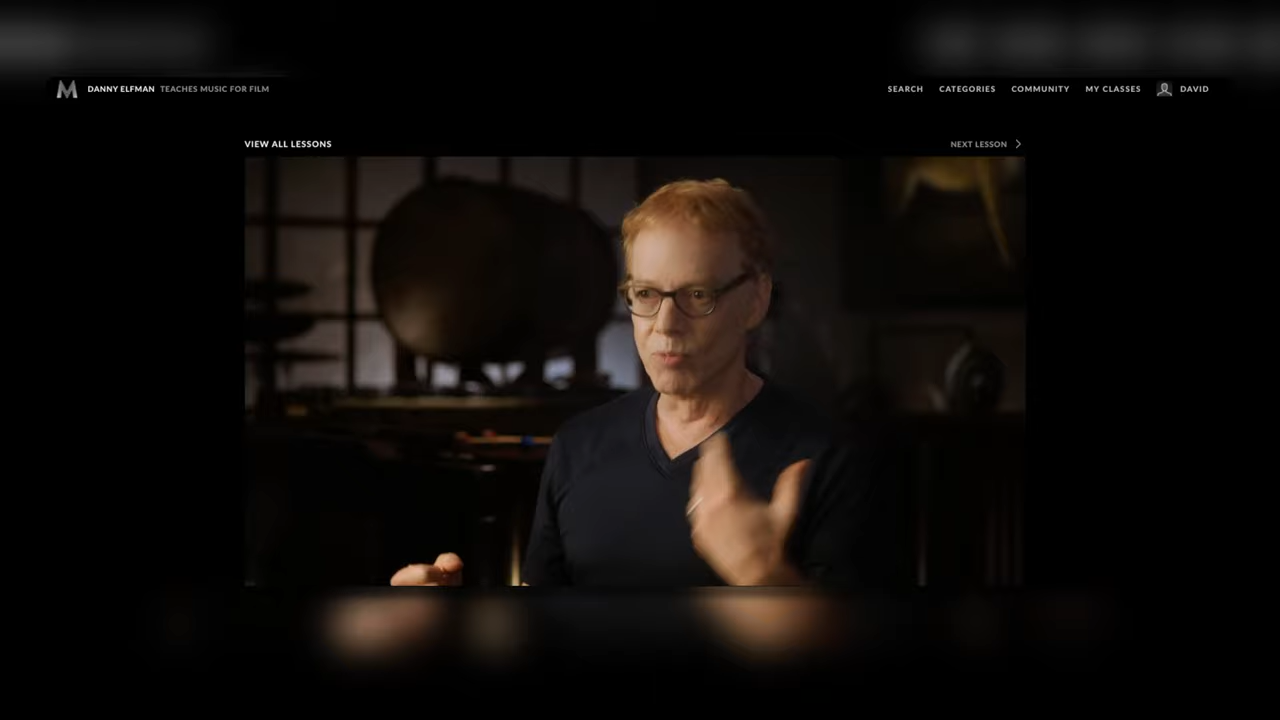 M DANNY ELFMAN TEACHES MUSIC FOR FILM SEARCH CATEGORIES COMMUNITY MY CLASSES DAVID
VIEW ALL LESSONS NEXT LESSON